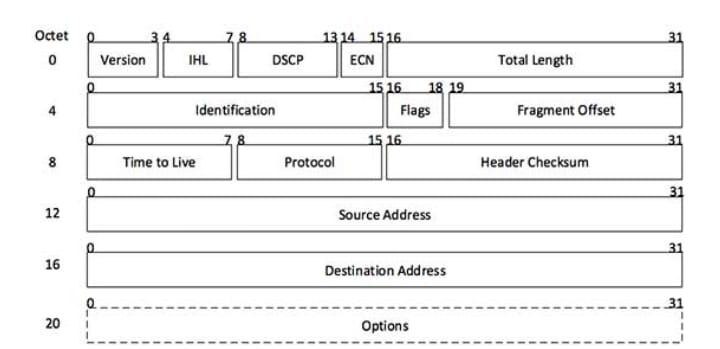 Octet 0 3 4 7 8 13 14 15 16 31
0 Version IHL DSCP ECN Total Length
0 15 16 18 19 31
4 Identification Flags Fragment Offset
0 7 8 15 16 31
8 Time to Live Protocol Header Checksum
0 31
12 Source Address
0 31
16 Destination Address
0 31
20 Options